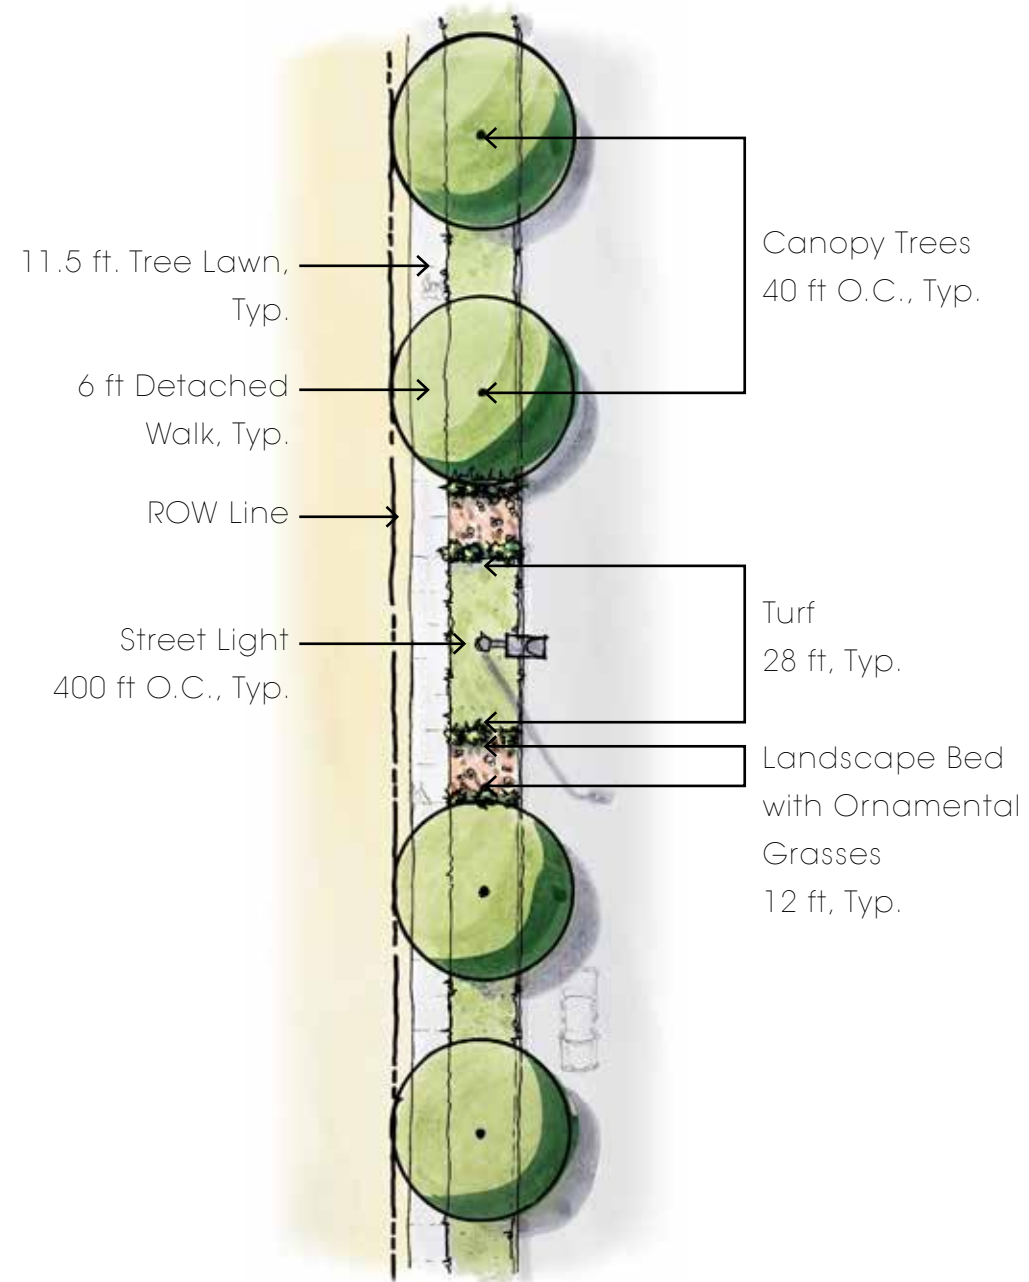 11.5 ft. Tree Lawn,
Typ.
6 ft Detached
Walk, Typ.
ROW Line
Street Light
400 ft O.C., Typ.
Canopy Trees
40 ft O.C., Typ.
Turf
28 ft, Typ.
Landscape Bed
with Ornamental
Grasses
12 ft, Typ.